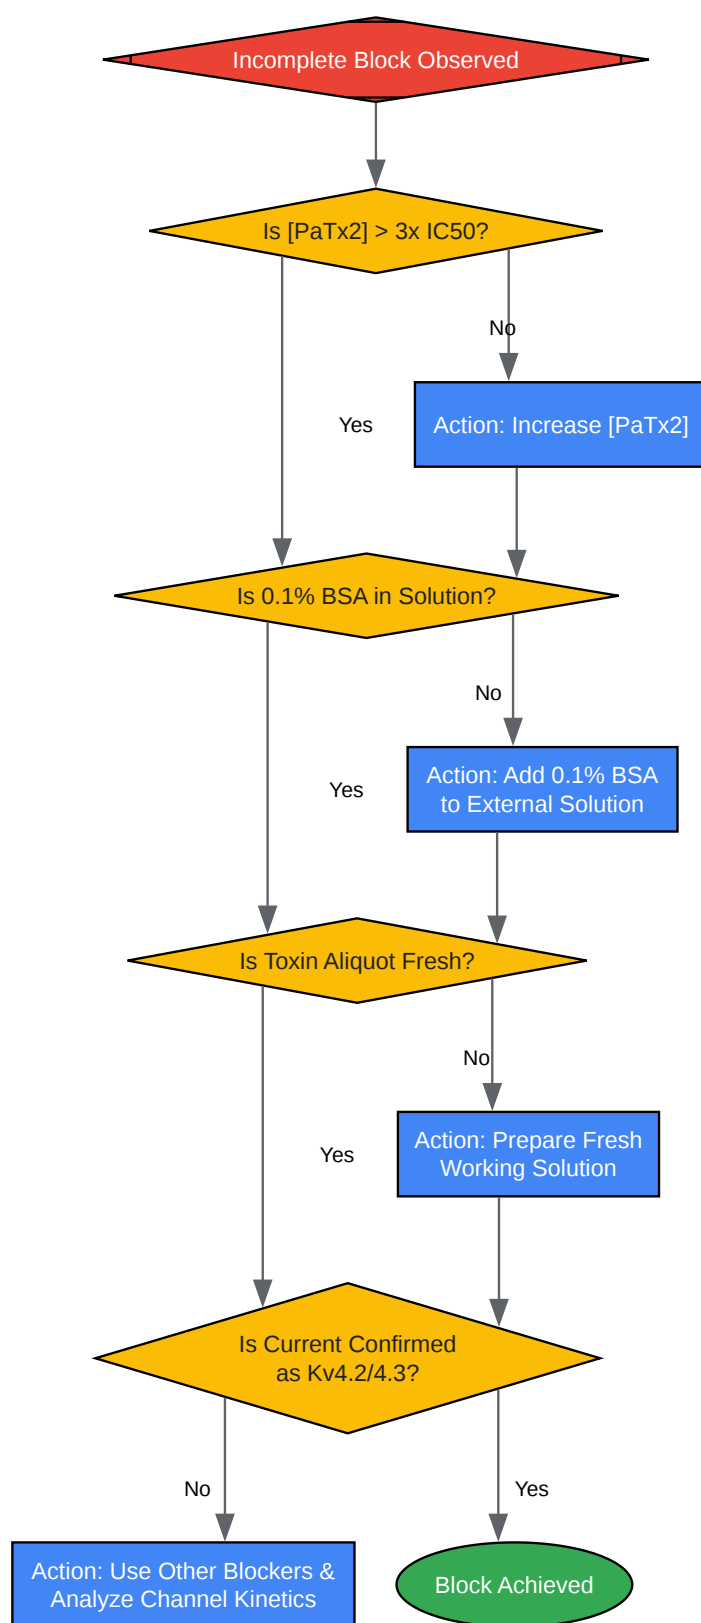 Incomplete Block Observed
Is [PaTx2] > 3x IC50?
No
Yes
Action: Increase [PaTx2]
Is 0.1% BSA in Solution?
No
Yes
Action: Add 0.1% BSA
to External Solution
Is Toxin Aliquot Fresh?
No
Yes
Action: Prepare Fresh
Working Solution
Is Current Confirmed
as Kv4.2/4.3?
No
Yes
Action: Use Other Blockers &
Analyze Channel Kinetics
Block Achieved